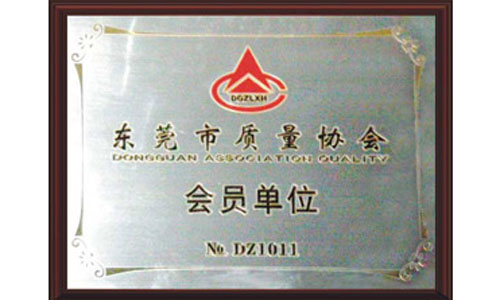 DGZLXH
东莞市质量协会
DONGGUAN ASSOCIATION QUALITY
会员单位
№ DZ1011